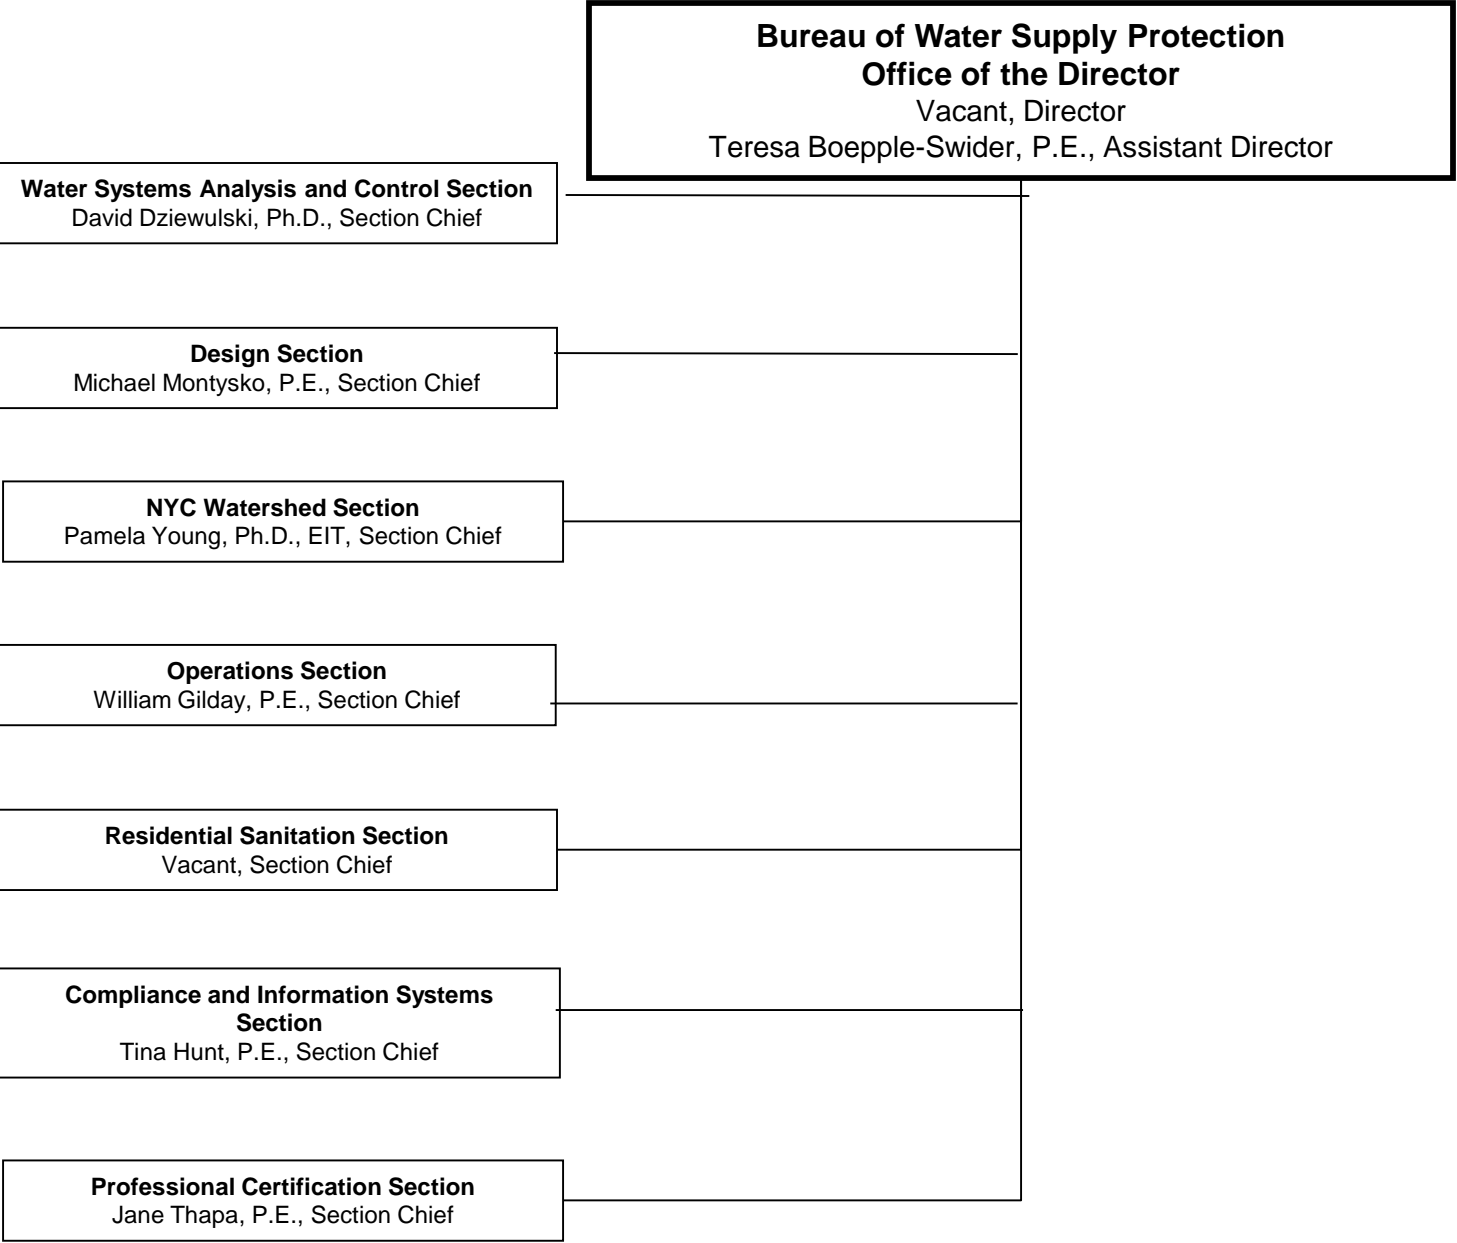 Bureau of Water Supply Protection
Office of the Director
Vacant, Director
Teresa Boepple-Swider, P.E., Assistant Director
Water Systems Analysis and Control Section
David Dziewulski, Ph.D., Section Chief
Design Section
Michael Montysko, P.E., Section Chief
NYC Watershed Section
Pamela Young, Ph.D., EIT, Section Chief
Operations Section
William Gilday, P.E., Section Chief
Residential Sanitation Section
Vacant, Section Chief
Compliance and Information Systems
Section
Tina Hunt, P.E., Section Chief
Professional Certification Section
Jane Thapa, P.E., Section Chief